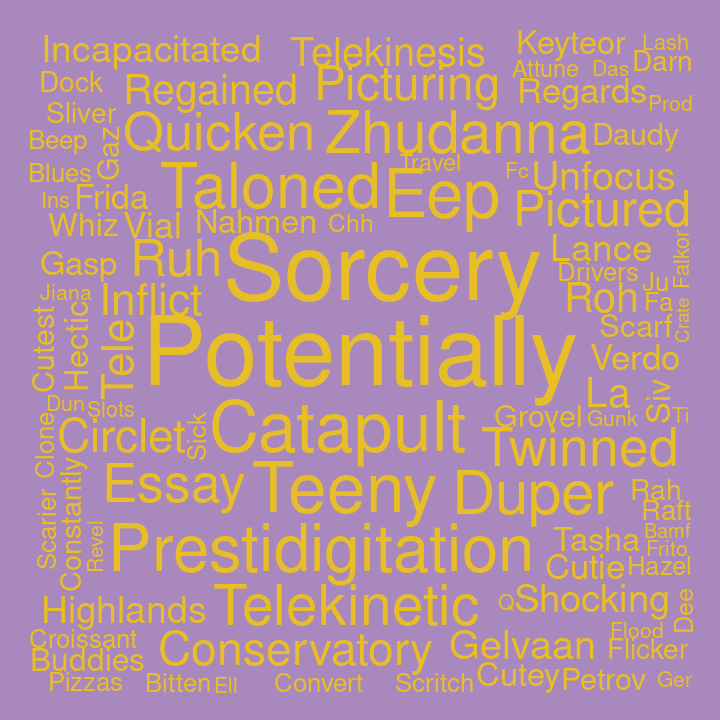 Incapacitated Telekinesis Keyteor Lash
Dock Regained Picturing Attune Das Darn
Regards Prod
Sliver Quicken Zhudanna Daudy
Beep Gaz
Blues Taloned Eep Travel Fc Unfocus
Ins Frida
Whiz Vial Nahmen Chh Pictured
Gasp Ruh Sorcery Lance Falkor
Drivers
Jiana Inflict Roh Ju Fa
Crate
Cutest Hectic Tele Potentially Scarf
Verdo
Dun Slots La Siv
Clone Circlet Sick Catapult Grovel Gunk Ti
Twinned
Scarier Constantly Essay Teeny Duper Rah
Raft
Revel Prestidigitation Tasha Bamf
Frito
Cutie Hazel
Highlands Telekinetic Q Shocking Dee
Croissant Flood
Buddies Conservatory Gelvaan Flicker
Pizzas Bitten Ell Convert Scritch Cutey Petrov Ger